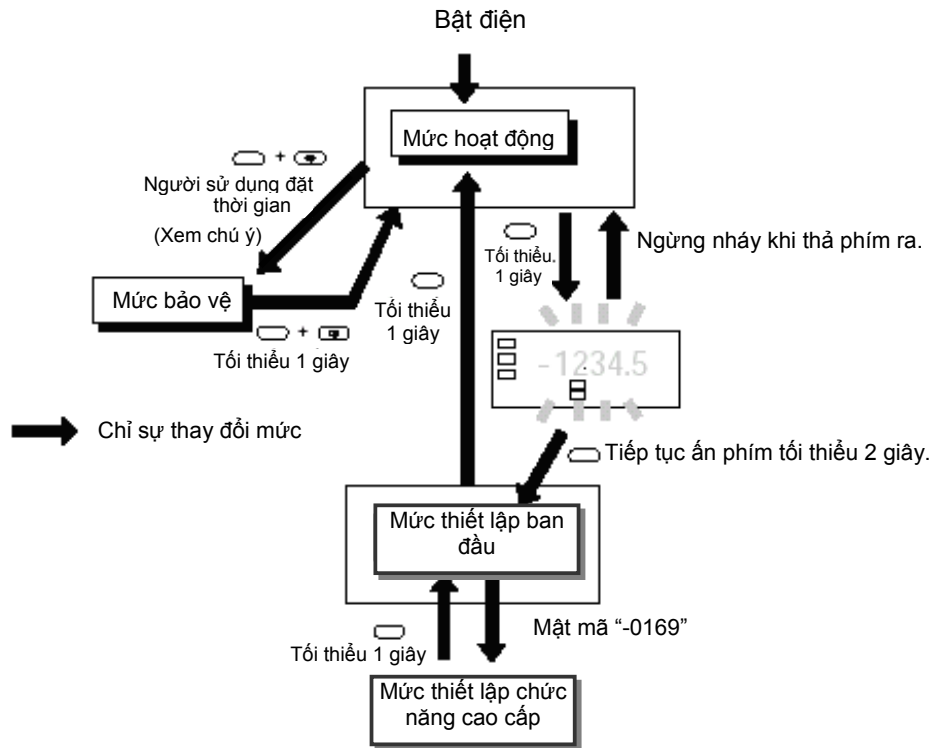 Bật điện
Mức hoạt động
+
Người sử dụng đặt
thời gian
(Xem chú ý)
Mức bảo vệ
+
Tối thiểu 1 giây
Tối thiểu
1 giây
Tối thiểu.
1 giây
Ngừng nháy khi thả phím ra.
-1234.5
Chỉ sự thay đổi mức
Tiếp tục ấn phím tối thiểu 2 giây.
Mức thiết lập ban
đầu
Mật mã “-0169”
Tối thiểu 1 giây
Mức thiết lập chức
năng cao cấp